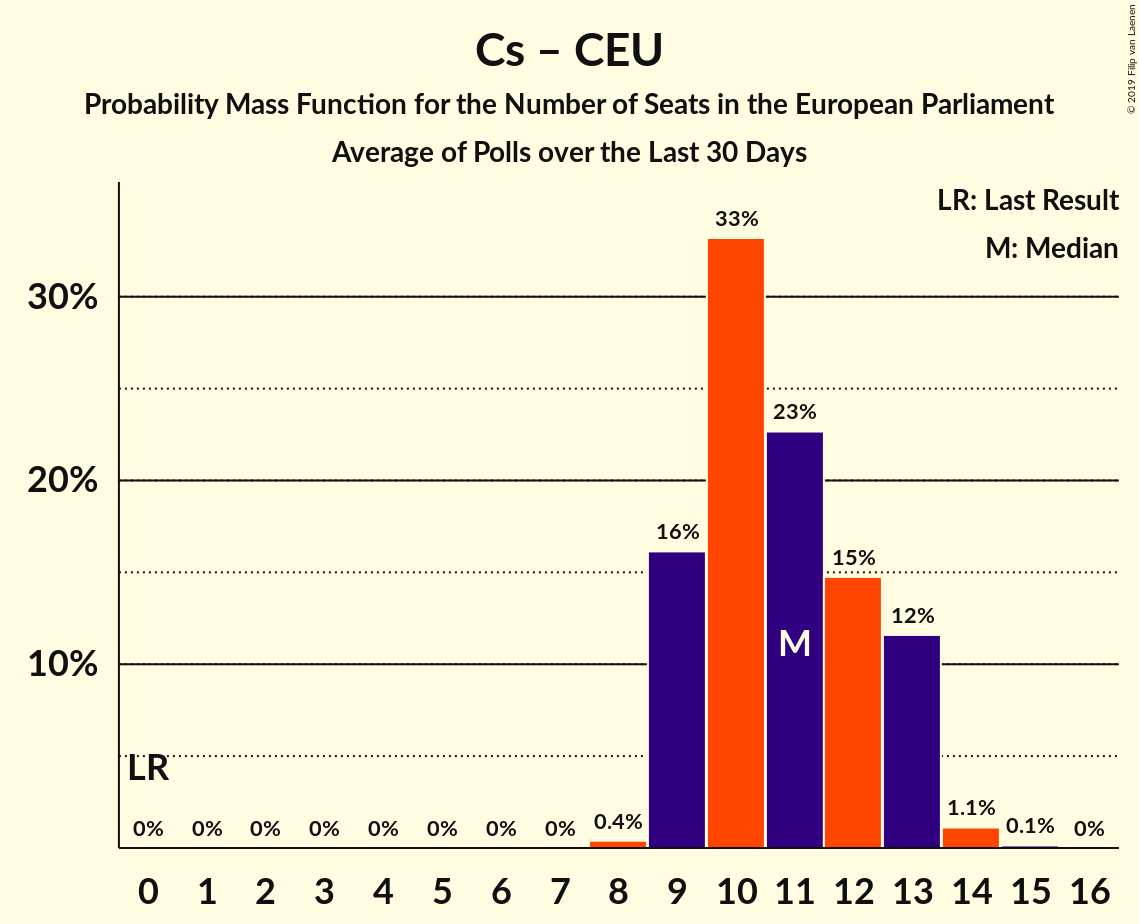 Cs – CEU
Probability Mass Function for the Number of Seats in the European Parliament
Average of Polls over the Last 30 Days
© 2019 Filip van Laenen
LR: Last Result
M: Median
33%
30%
23%
20%
16%
15%
12%
M
10%
LR
0% 0% 0% 0% 0% 0% 0% 0% 0.4% 1.1% 0.1% 0%
0 1 2 3 4 5 6 7 8 9 10 11 12 13 14 15 16